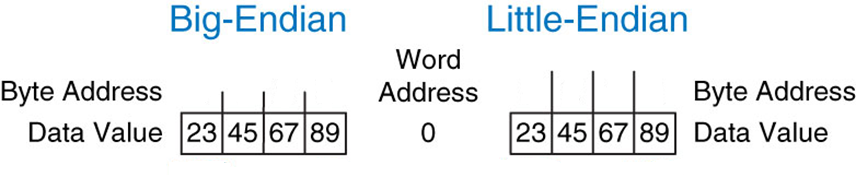 Big-Endian Little-Endian
Word
Byte Address Address Byte Address
Data Value 23 45 67 89 0 23 45 67 89 Data Value